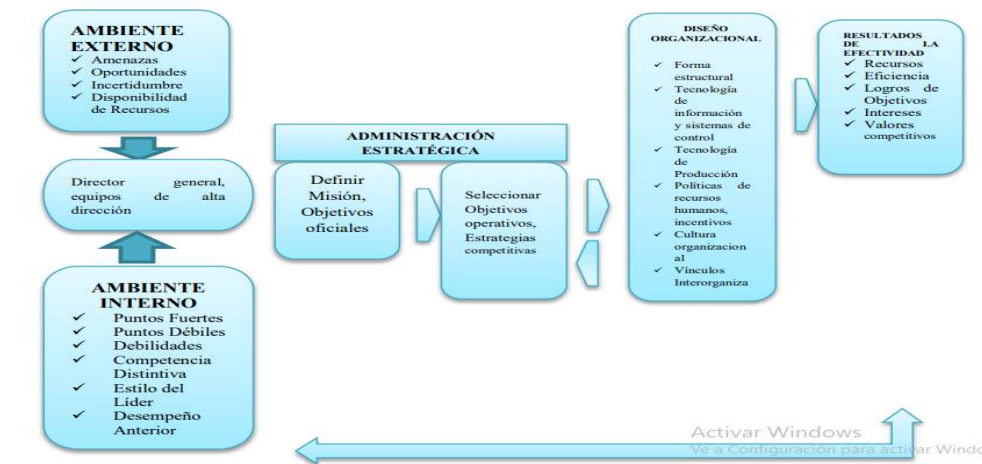 AMBIENTE
EXTERNO
✓ Amenazas
✓ Oportunidades
✓ Incertidumbre
✓ Disponibilidad
de Recursos
Director general,
equipos de alta
dirección
AMBIENTE
INTERNO
✓ Puntos Fuertes
✓ Puntos Débiles
✓ Debilidades
✓ Competencia
Distintiva
✓ Estilo del
Líder
✓ Desempeño
Anterior
ADMINISTRACIÓN
ESTRATÉGICA
Definir
Misión,
Objetivos
oficiales
Seleccionar
Objetivos
operativos,
Estrategias
competitivas
DISEÑO
ORGANIZACIONAL
✓ Forma
estructural
✓ Tecnología
de
información
y sistemas de
control
✓ Tecnología
de
Producción
✓ Políticas de
recursos
humanos,
incentivos
✓ Cultura
organizacion
al
✓ Vínculos
Interorganiza
RESULTADOS
DE LA
EFECTIVIDAD
✓ Recursos
✓ Eficiencia
✓ Logros de
Objetivos
✓ Intereses
✓ Valores
competitivos
Activar Windows
Ve a Configuración para activar Windo